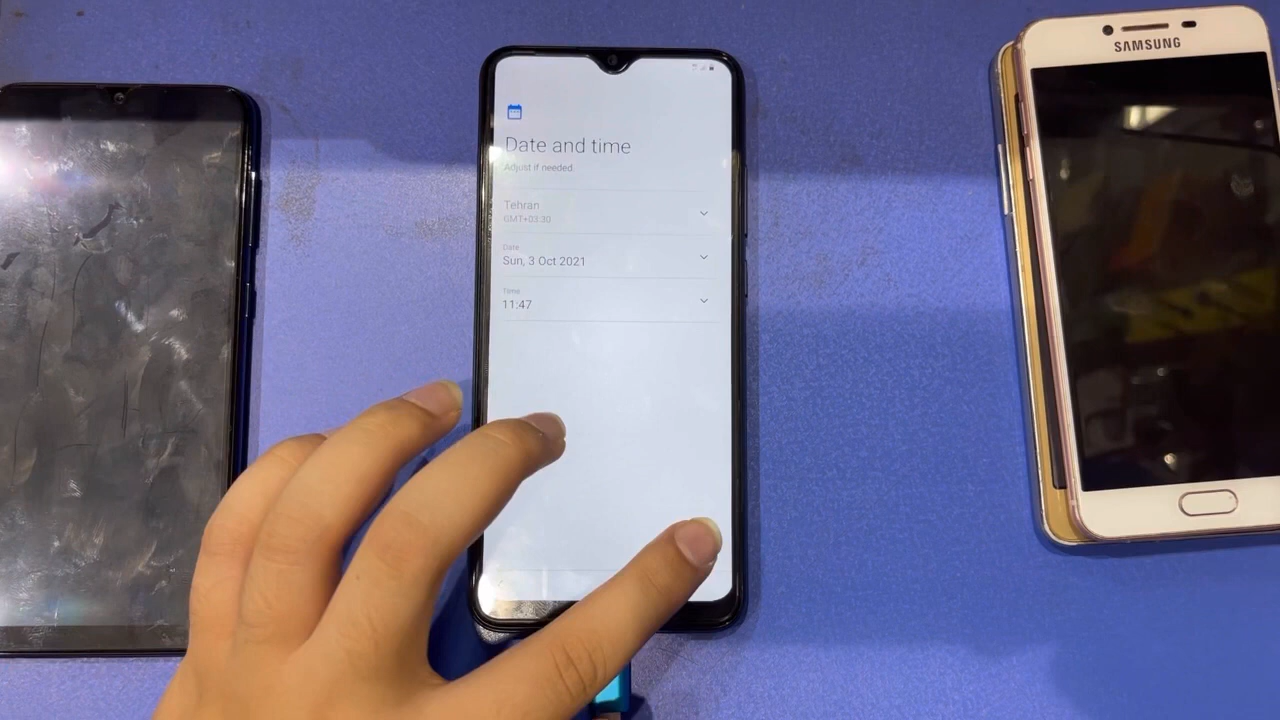 Date and time
Adjust if needed.
Tehran
GMT+03:30
Date
Sun, 3 Oct 2021
Time
11:47
SAMSUNG